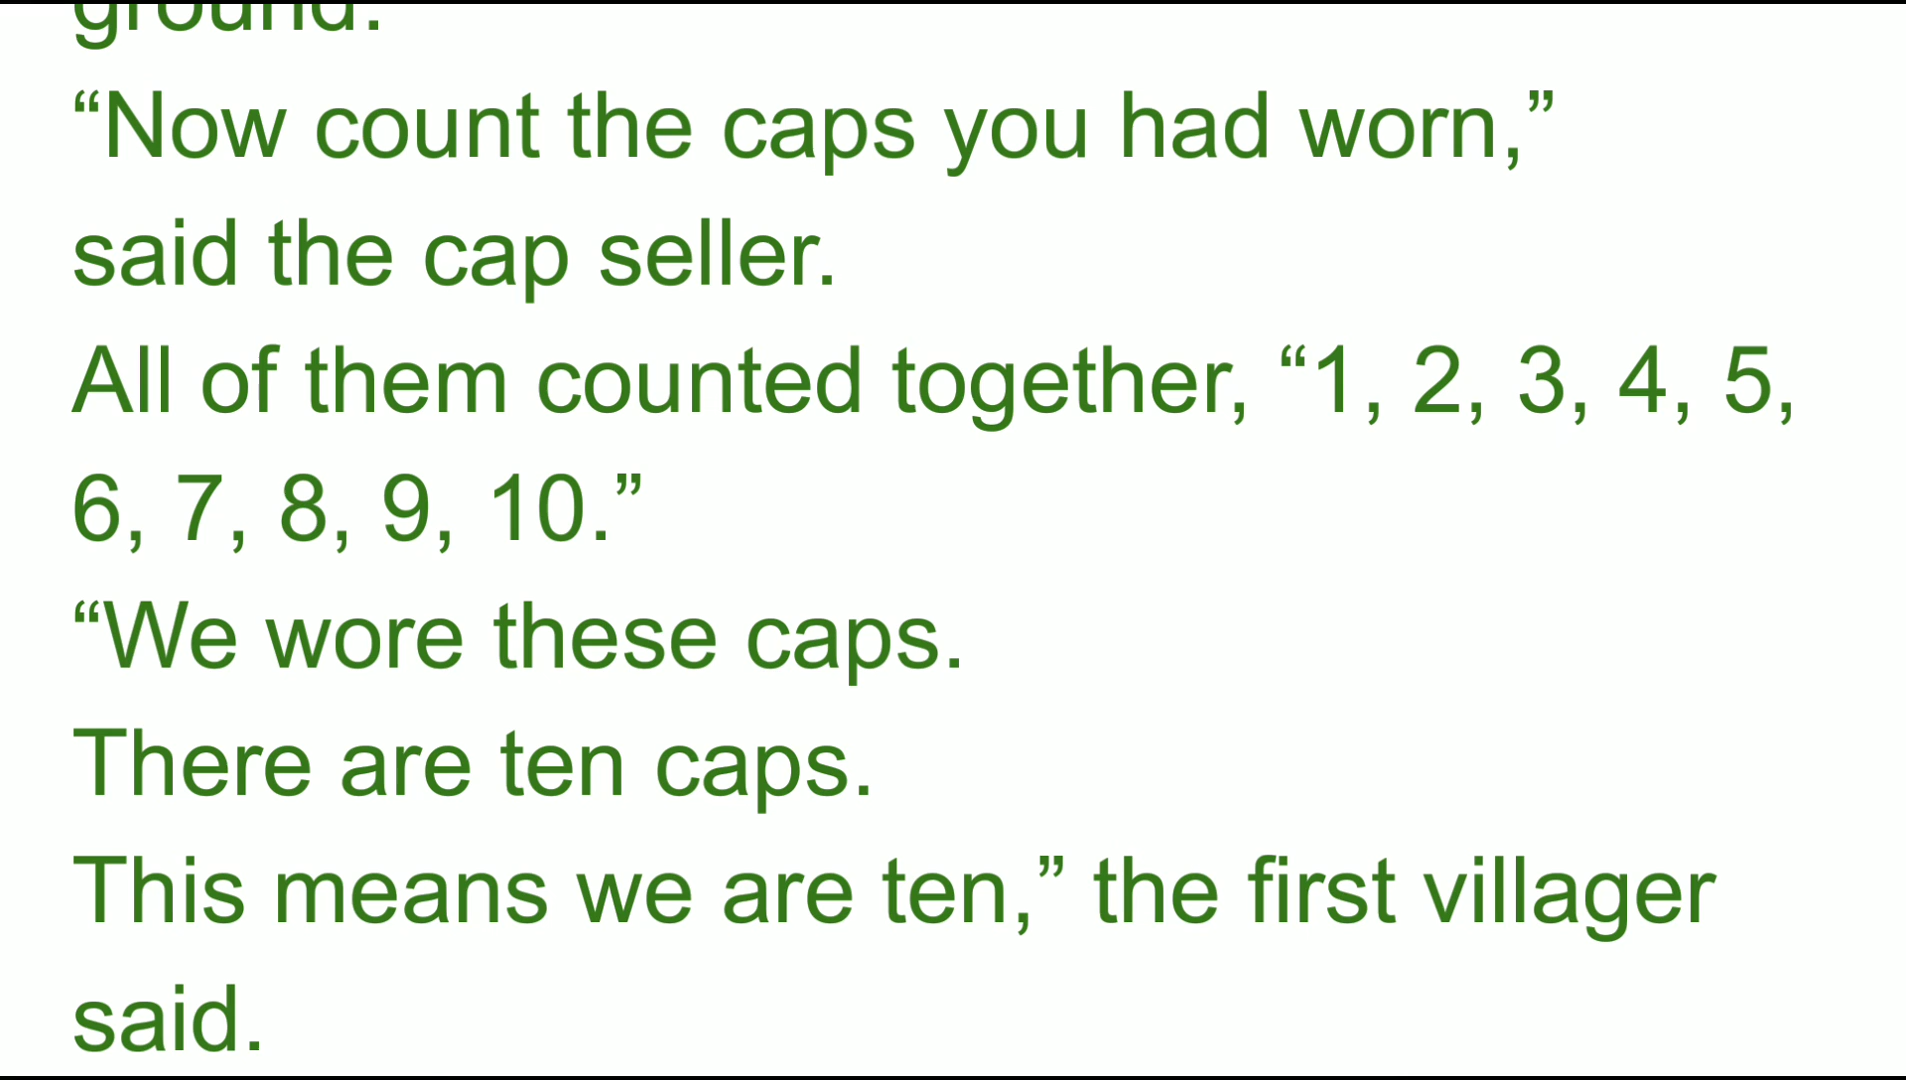 ground.
“Now count the caps you had worn,”
said the cap seller.
All of them counted together, “1, 2, 3, 4, 5,
6, 7, 8, 9, 10.”
“We wore these caps.
There are ten caps.
This means we are ten,” the first villager
said.